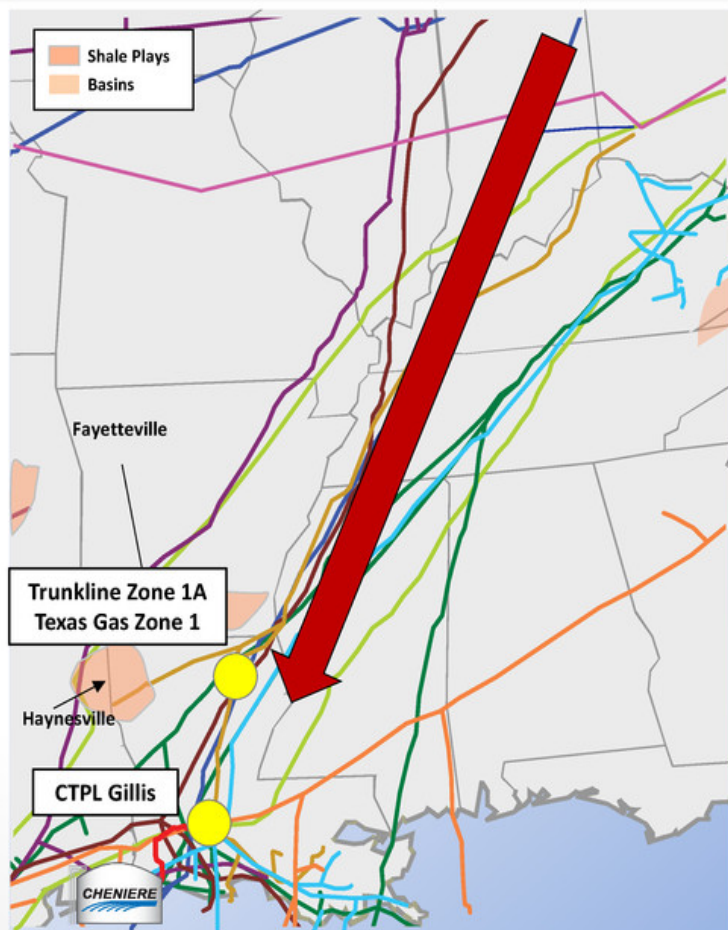 Shale Plays
Basins
Fayetteville
Trunkline Zone 1A
Texas Gas Zone 1
Haynesville
CTPL Gillis
CHENIERE